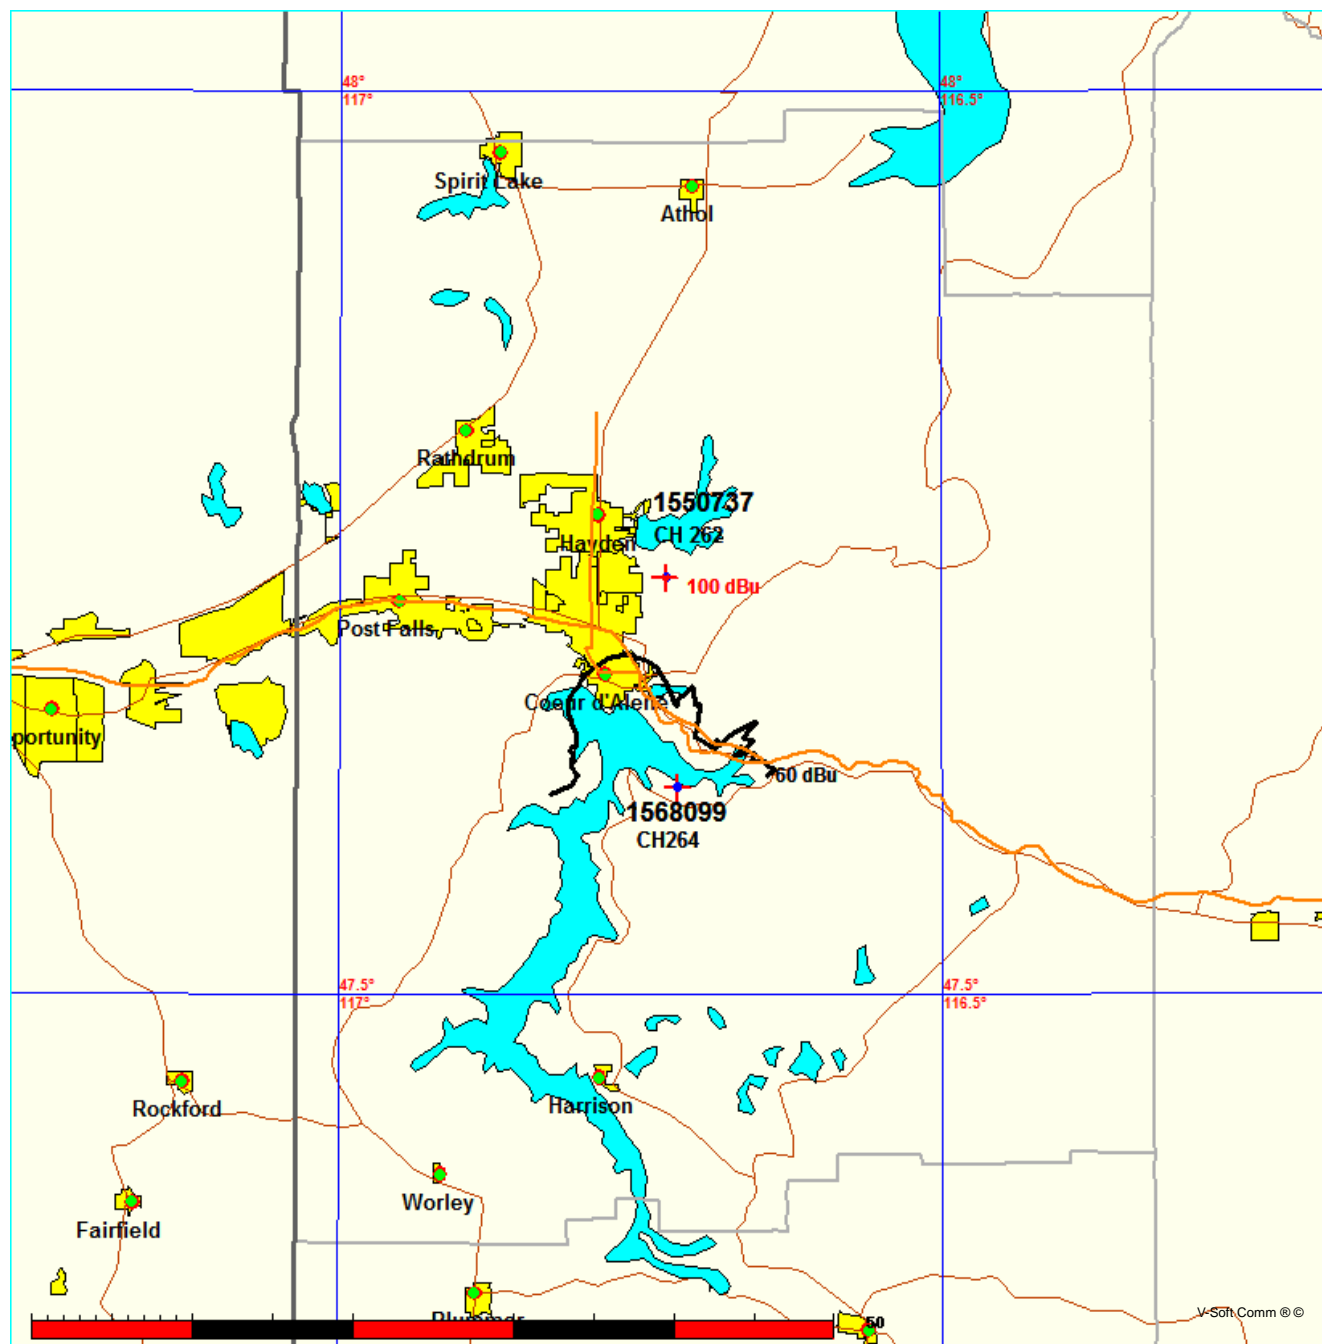 48°
117°
48°
116.5°
Spirit Lake
Athol
Rathdrum
1550737
CH 262
Hayden
100 dBu
Post Falls
Coeur d'Alene
portunity
60 dBu
1568099
CH264
47.5°
117°
47.5°
116.5°
Rockford
Harrison
Worley
Fairfield
Plummer
50
V-Soft Comm ® ©